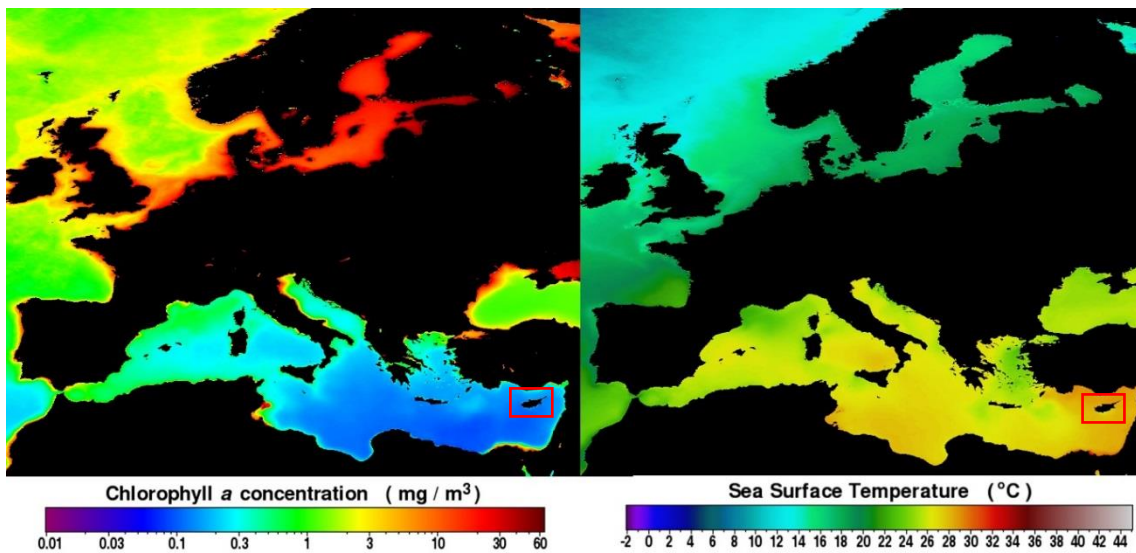 Chlorophyll a concentration ( mg / m³ )
0.01 0.03 0.1 0.3 1 3 10 30 60
Sea Surface Temperature ( °C )
-2 0 2 4 6 8 10 12 14 16 18 20 22 24 26 28 30 32 34 36 38 40 42 44